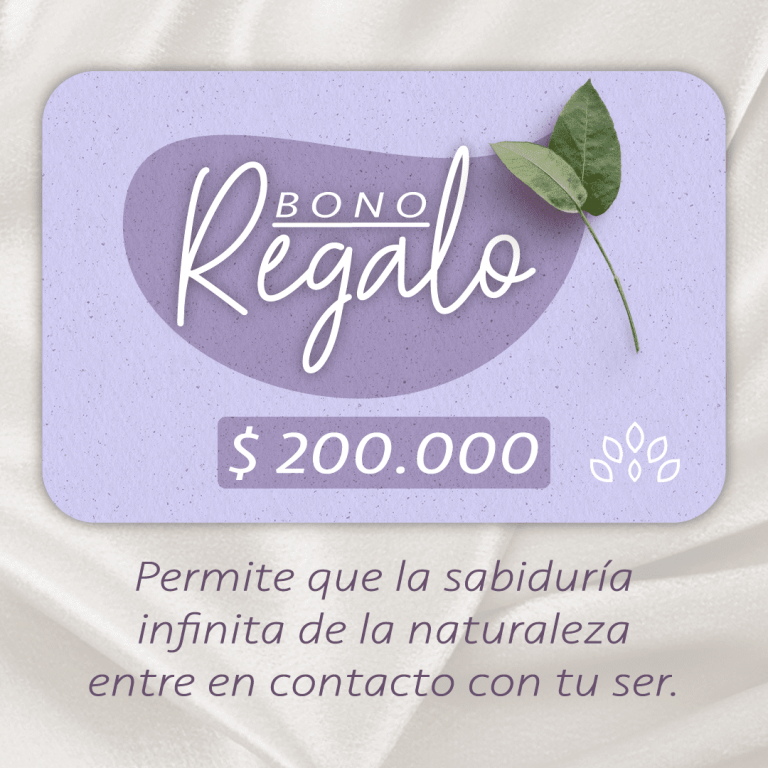 BONO
Regalo
$ 200.000
Permite que la sabiduría
infinita de la naturaleza
entre en contacto con tu ser.